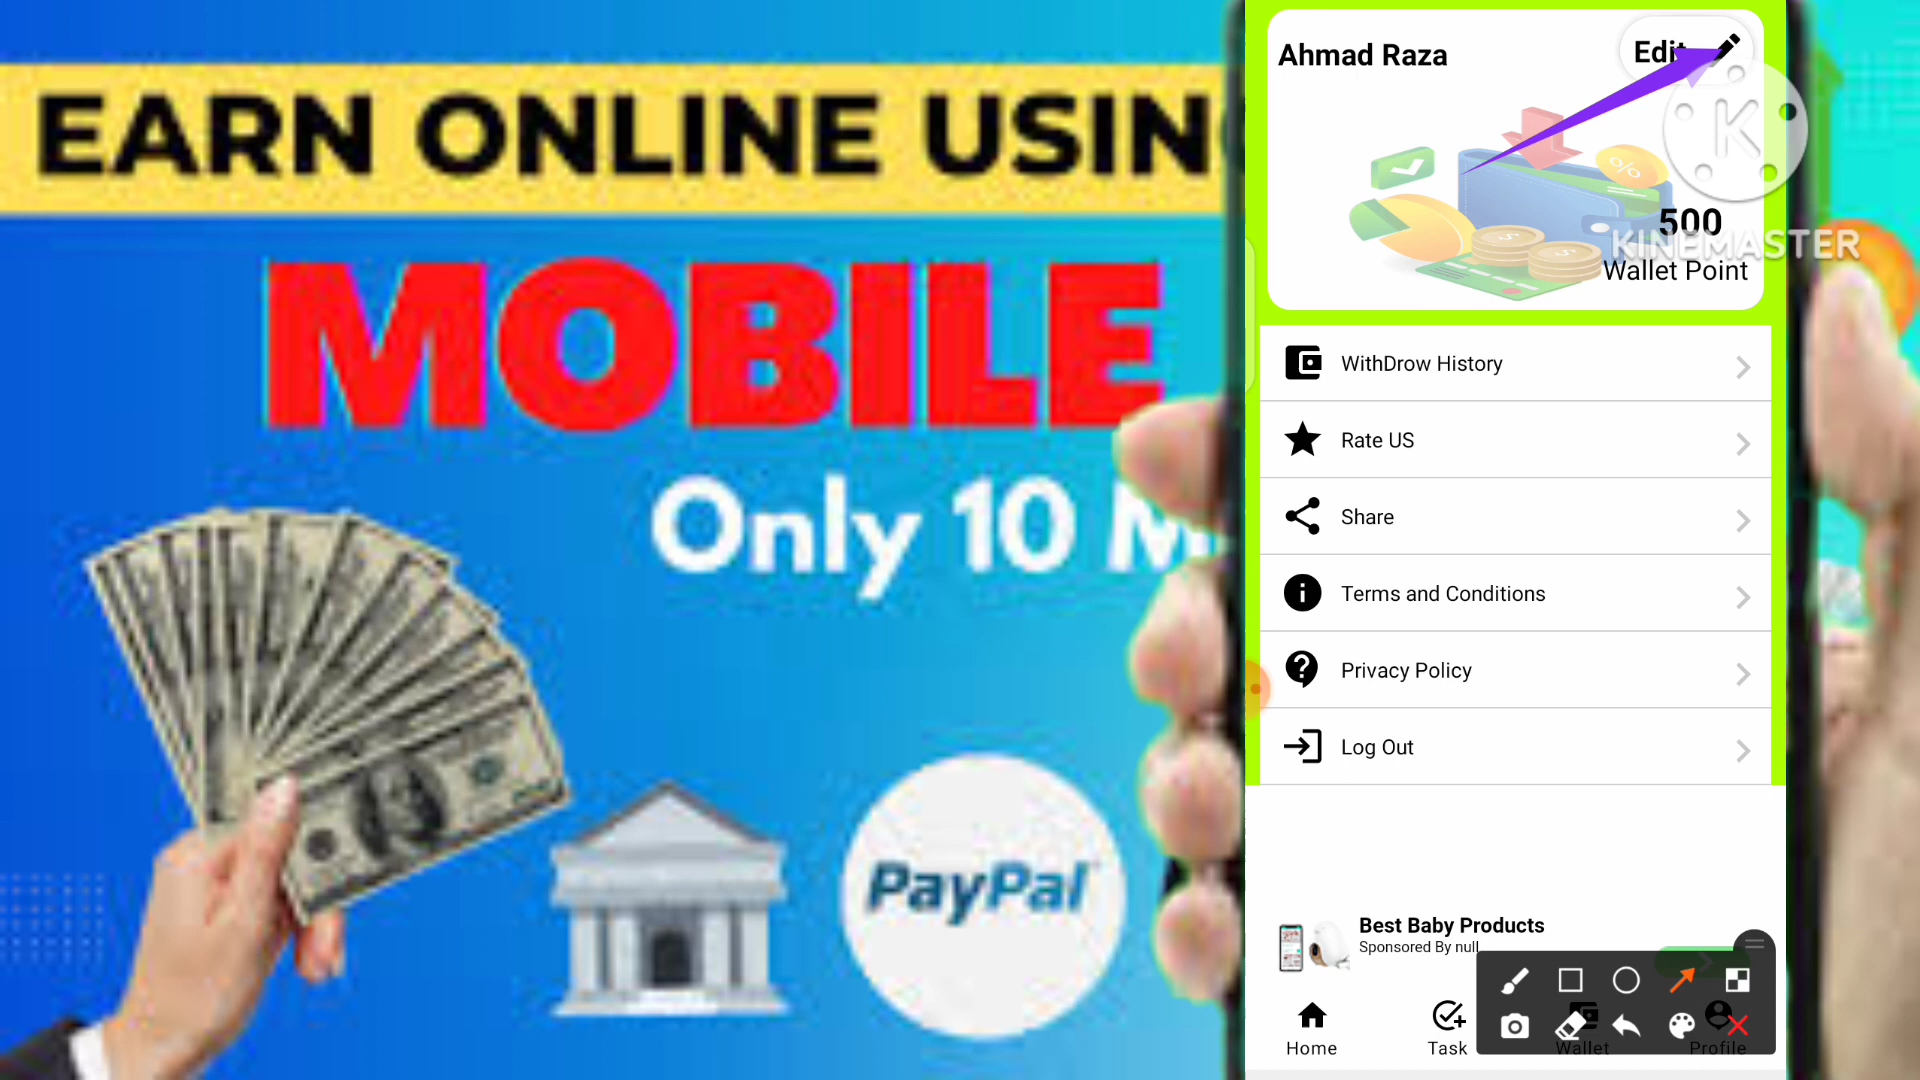 EARN ONLINE USIN
MOBILE
Only 10 M
PayPal
Ahmad Raza
Edit
K
500
KINEMASTER
Wallet Point
WithDrow History
Rate US
Share
Terms and Conditions
Privacy Policy
Log Out
Best Baby Products
Sponsored By null
Home
Task
Wallet
Profile